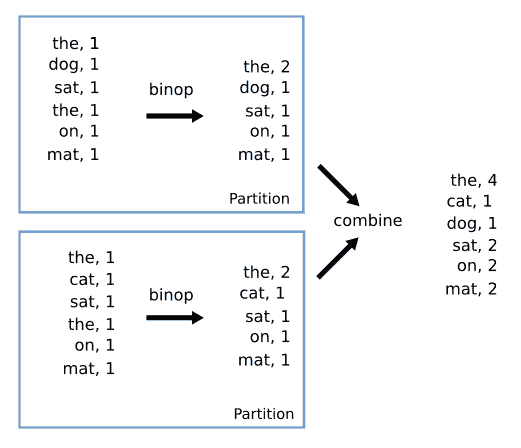 the, 1
dog, 1
sat, 1
the, 1
on, 1
mat, 1
binop
the, 2
dog, 1
sat, 1
on, 1
mat, 1
Partition
the, 1
cat, 1
sat, 1
the, 1
on, 1
mat, 1
binop
the, 2
cat, 1
sat, 1
on, 1
mat, 1
Partition
combine
the, 4
cat, 1
dog, 1
sat, 2
on, 2
mat, 2